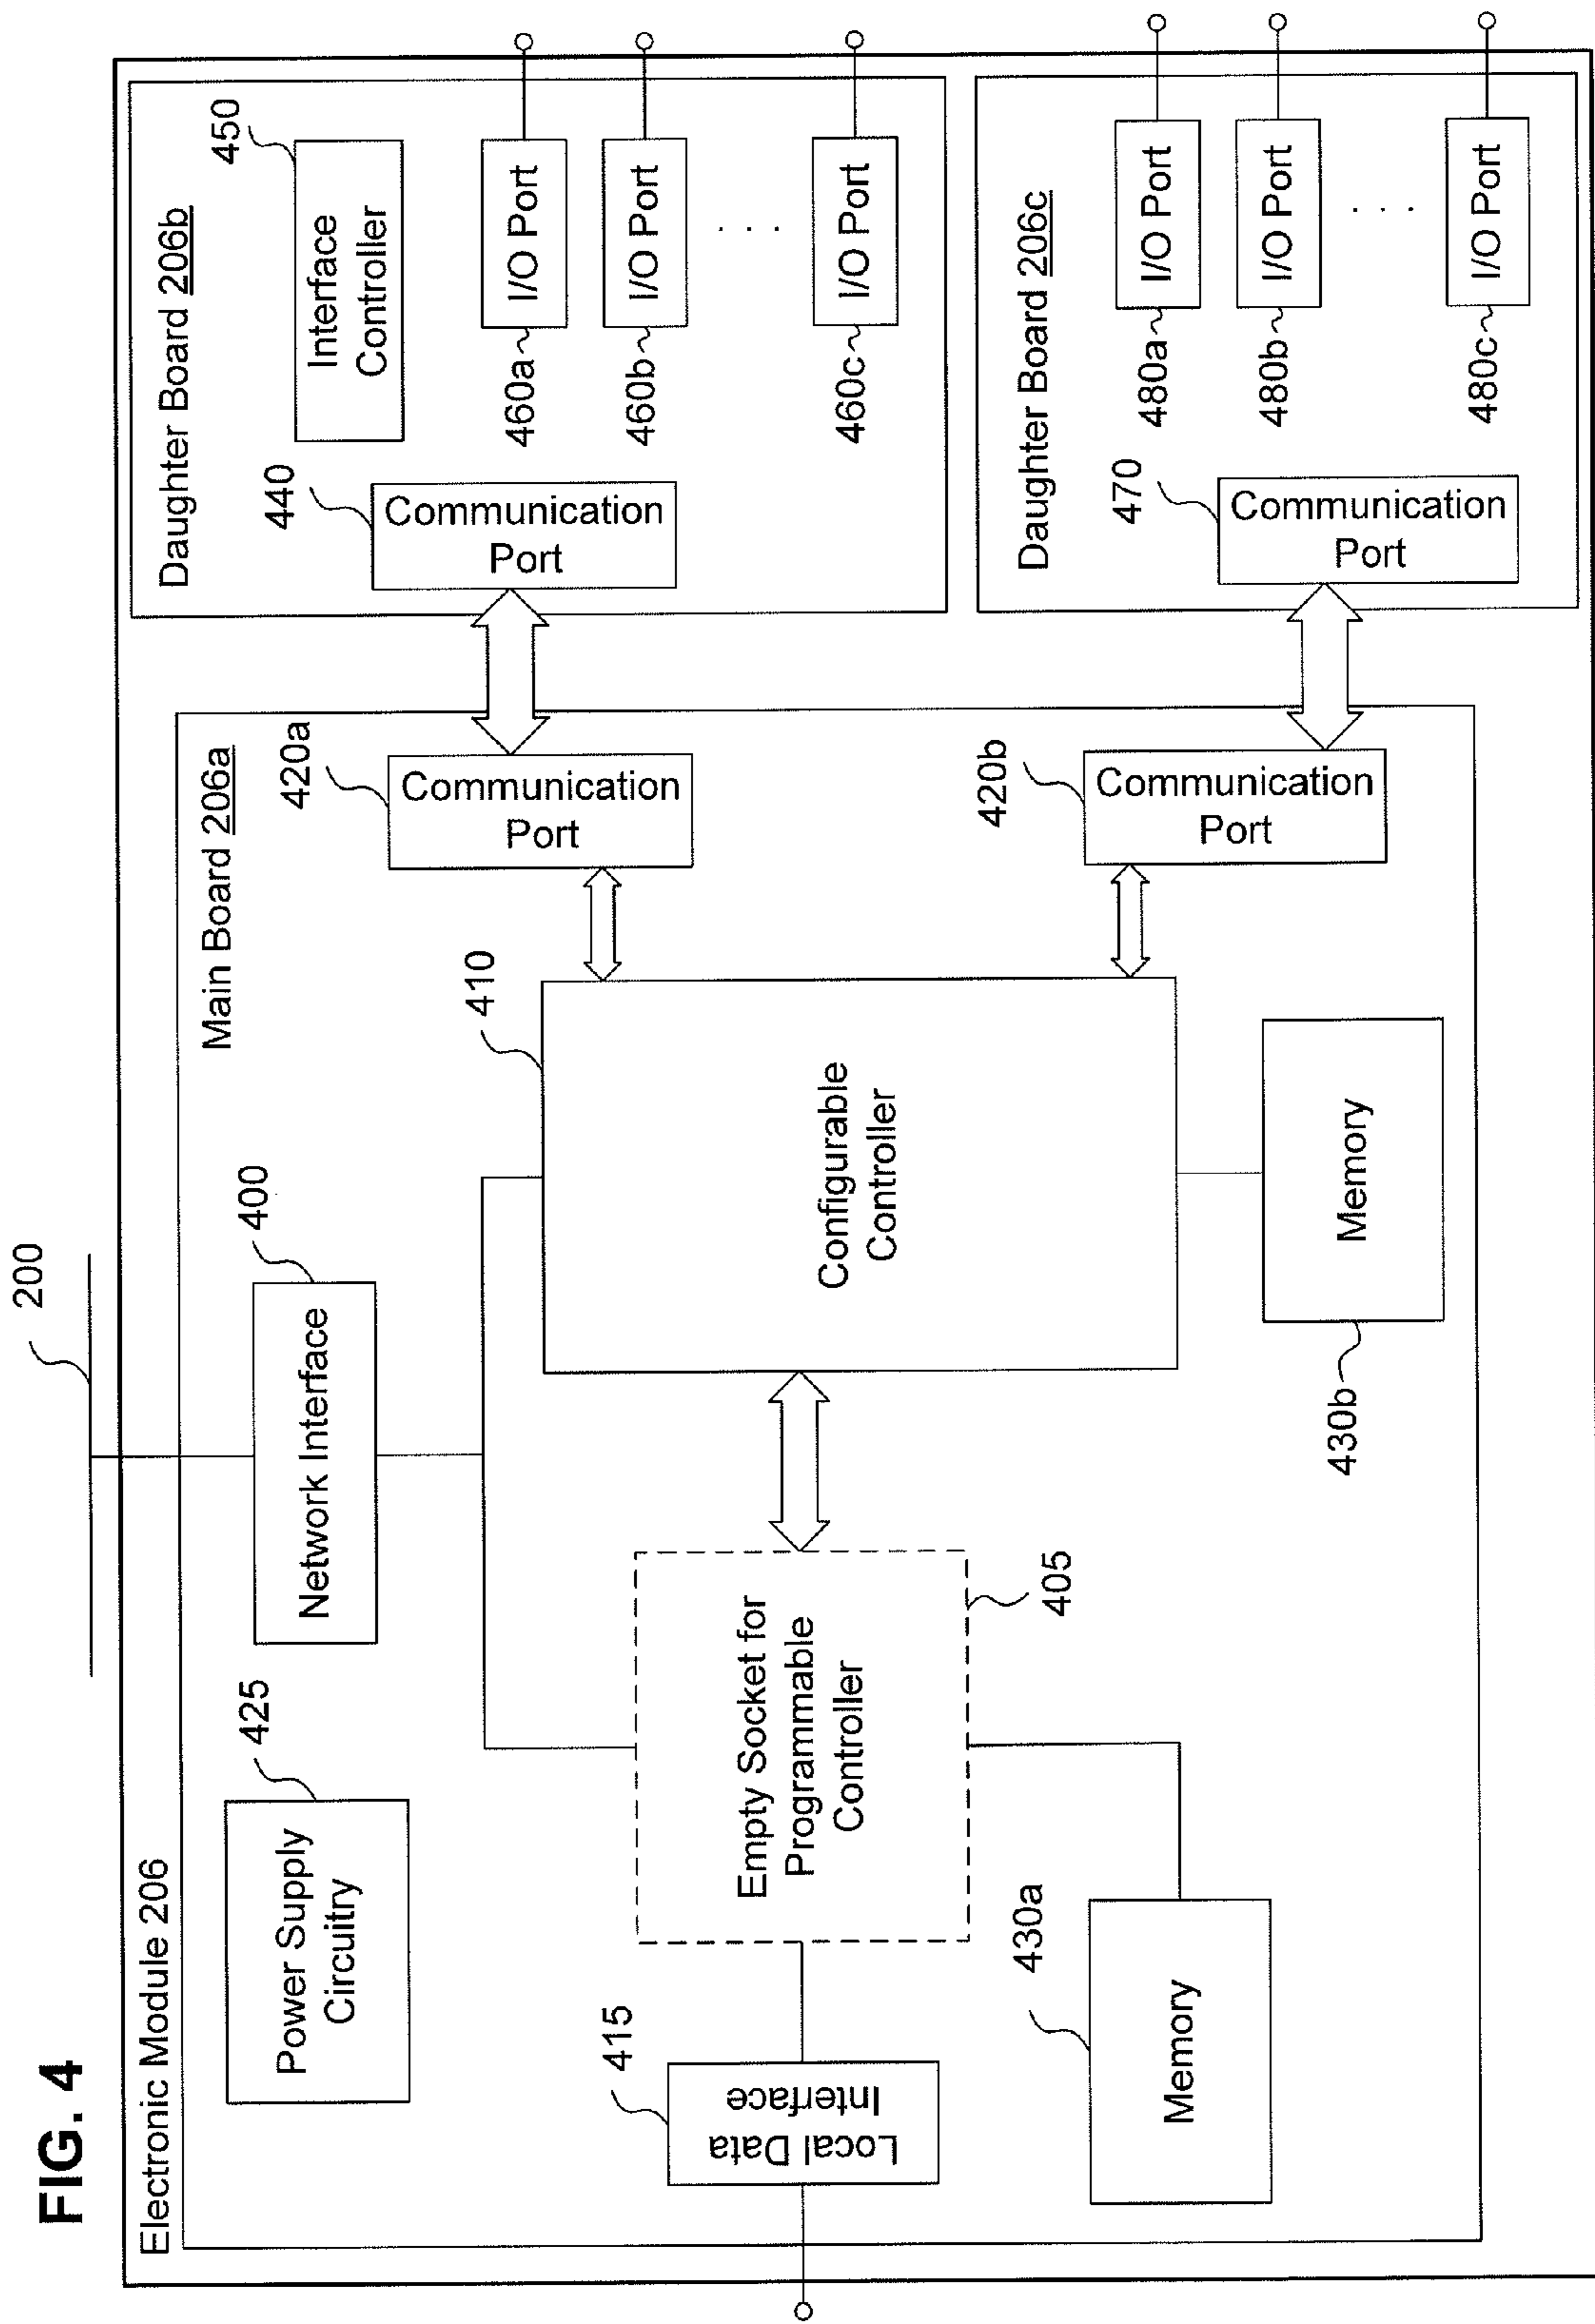 FIG. 4
200
Electronic Module 206
Main Board 206a
Power Supply
Circuitry
425
Network Interface
400
Local Data
Interface
415
Empty Socket for
Programmable
Controller
405
Configurable
Controller
410
Memory
430a
Memory
430b
Communication
Port
420a
Communication
Port
420b
Daughter Board 206b
Communication
Port
440
Interface
Controller
450
460a
I/O Port
460b
I/O Port
. . .
460c
I/O Port
Daughter Board 206c
Communication
Port
470
480a
I/O Port
480b
I/O Port
. . .
480c
I/O Port